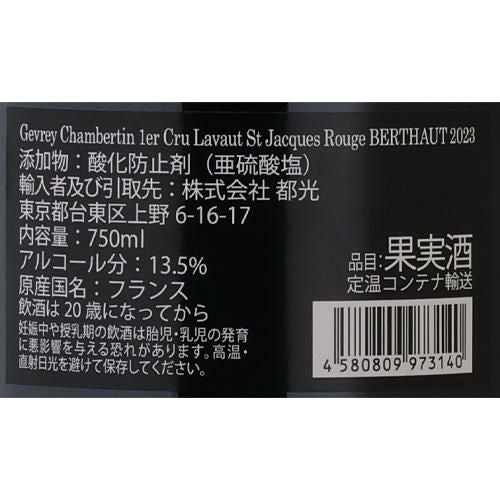 Gevrey Chambertin 1er Cru Lavaut St Jacques Rouge BERTHAUT 2023
添加物：酸化防止剤（亜硫酸塩）
輸入者及び引取先：株式会社 都光
東京都台東区上野 6-16-17
内容量：750ml
アルコール分：13.5%
原産国名：フランス
飲酒は 20 歳になってから
妊娠中や授乳期の飲酒は胎児・乳児の発育
に悪影響を与える恐れがあります。高温・
直射日光を避けて保存してください。
品目:果実酒
定温コンテナ輸送
4 580809 973140